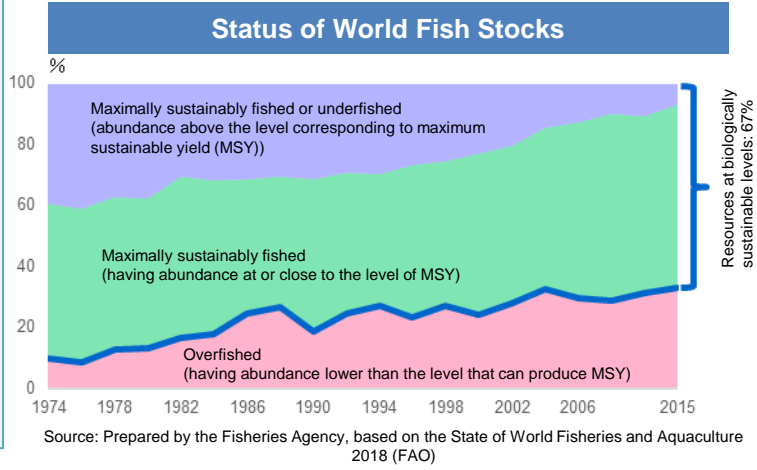 Status of World Fish Stocks
%
100
80
60
40
20
0
Maximally sustainably fished or underfished
(abundance above the level corresponding to maximum
sustainable yield (MSY))
Maximally sustainably fished
(having abundance at or close to the level of MSY)
Overfished
(having abundance lower than the level that can produce MSY)
Resources at biologically
sustainable levels: 67%
1974 1978 1982 1986 1990 1994 1998 2002 2006 2015
Source: Prepared by the Fisheries Agency, based on the State of World Fisheries and Aquaculture
2018 (FAO)